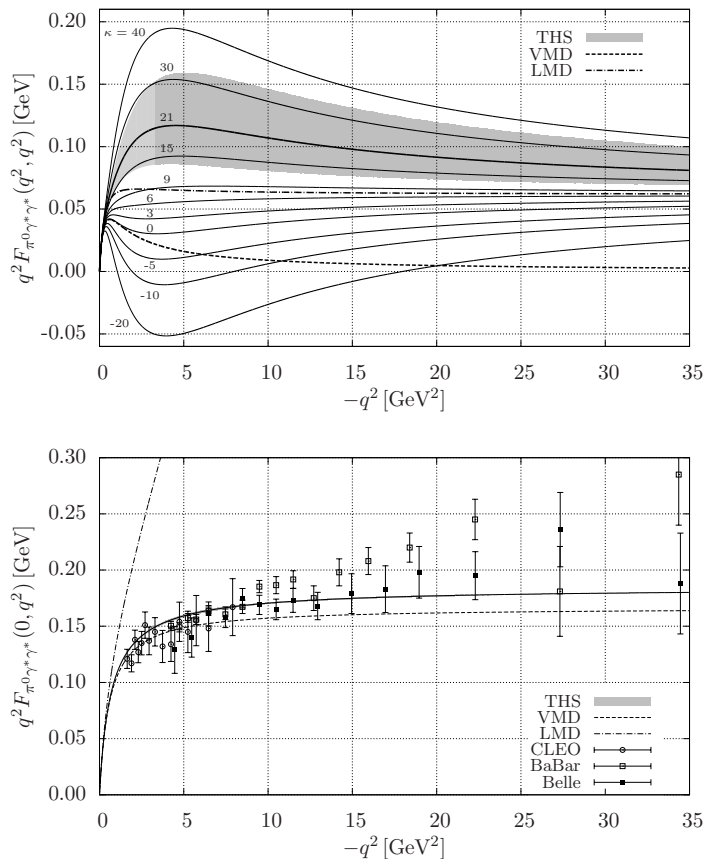 0.20
0.15
0.10
0.05
0.00
-0.05
q²F_{π⁰γ*γ*}(q², q²) [GeV]
κ = 40
30
21
15
9
6
3
0
-5
-10
-20
THS
VMD
LMD
0 5 10 15 20 25 30 35
−q² [GeV²]
0.30
0.25
0.20
0.15
0.10
0.05
0.00
q²F_{π⁰γ*γ*}(0, q²) [GeV]
THS
VMD
LMD
CLEO
BaBar
Belle
0 5 10 15 20 25 30 35
−q² [GeV²]